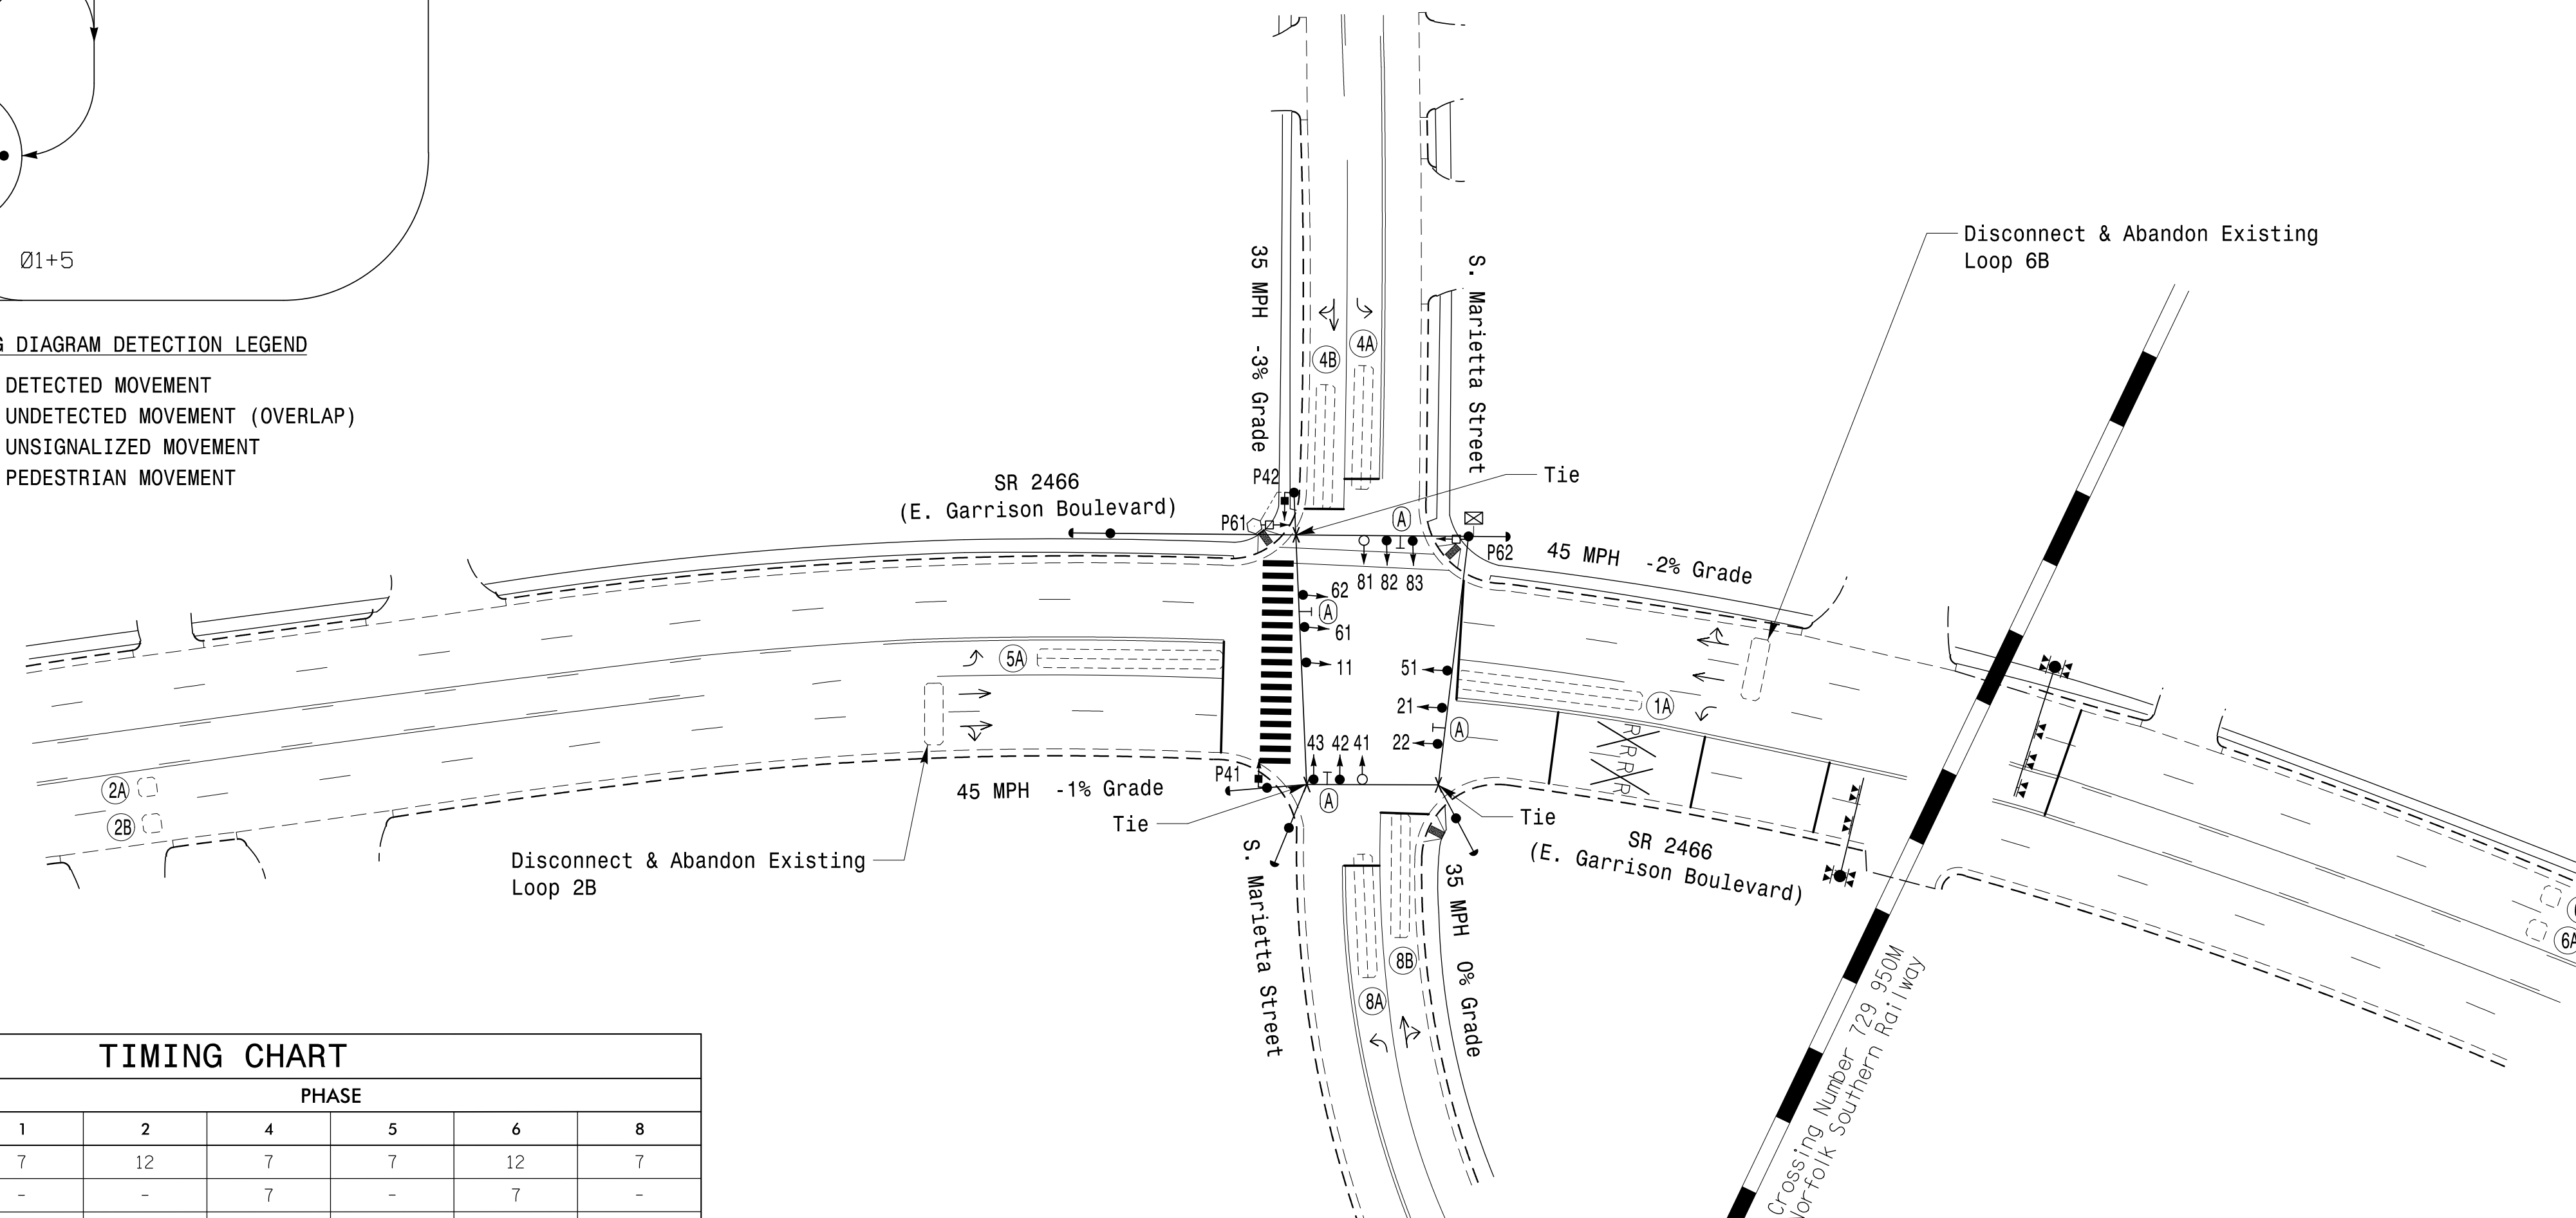 Ø1+5
DIAGRAM DETECTION LEGEND
DETECTED MOVEMENT
UNDETECTED MOVEMENT (OVERLAP)
UNSIGNALIZED MOVEMENT
PEDESTRIAN MOVEMENT
35 MPH -3% Grade
S. Marietta Street
Disconnect & Abandon Existing
Loop 6B
4B
4A
P42
Tie
SR 2466
(E. Garrison Boulevard)
P61
A
P62
45 MPH -2% Grade
81 82 83
62
A
61
11
51
5A
1A
21
A
22
R R
R R
43 42 41
A
P41
45 MPH -1% Grade
2A
2B
Tie
Tie
Disconnect & Abandon Existing
Loop 2B
SR 2466
(E. Garrison Boulevard)
S. Marietta Street
35 MPH 0% Grade
8B
8A
6A
Crossing Number 729 950M
Norfolk Southern Railway
TIMING CHART
PHASE
1 2 4 5 6 8
7 12 7 7 12 7
- - 7 - 7 -